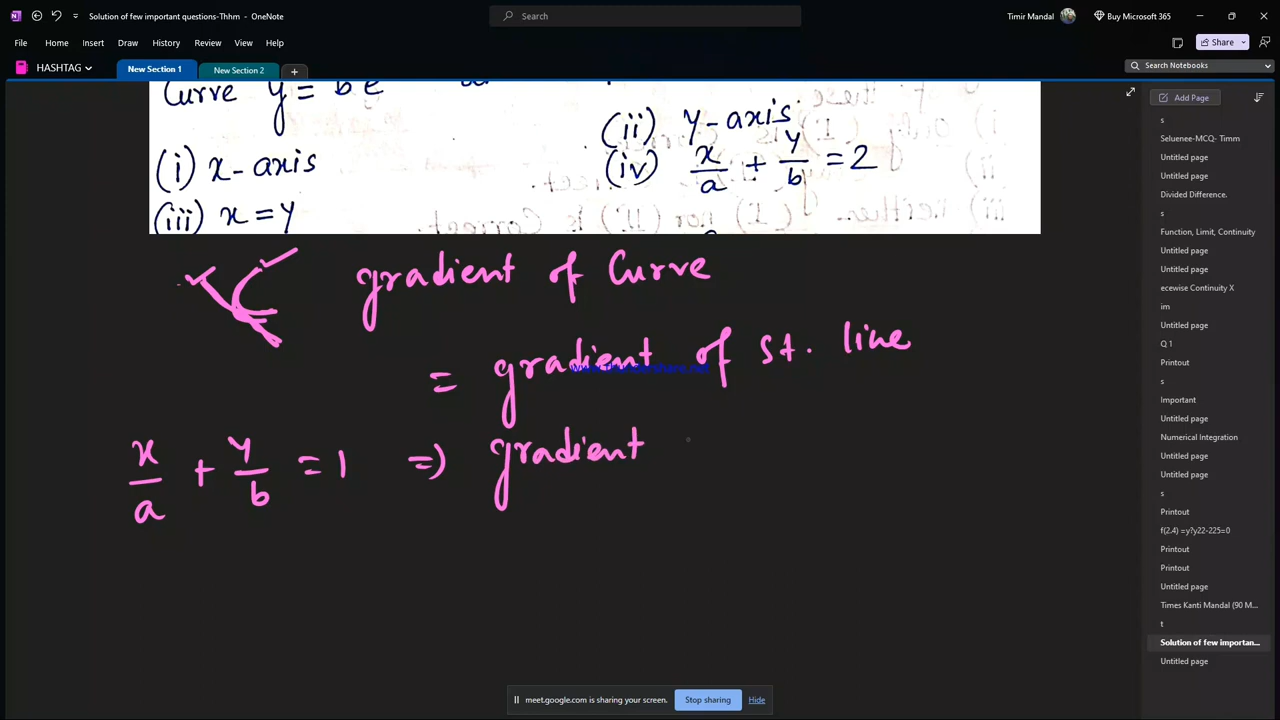 Solution of few important questions-Thhm - OneNote
Search
Timir Mandal
Buy Microsoft 365
File Home Insert Draw History Review View Help
Share
HASHTAG
New Section 1
New Section 2
+
Search Notebooks
Curve y = b e
(i) x-axis
(ii) y-axis
(iii) x = y
(iv) x/a + y/b = 2
gradient of Curve
= gradient of st. line
x/a + y/b = 1 ⇒ gradient
Add Page
s
Seluenee-MCQ- Timm
Untitled page
Untitled page
Divided Difference.
s
Function, Limit, Continuity
Untitled page
Untitled page
ecewise Continuity X
im
Untitled page
Q 1
Printout
s
Important
Untitled page
Numerical Integration
Untitled page
Untitled page
s
Printout
f(2.4) =y?y22-225=0
Printout
Printout
Untitled page
Times Kanti Mandal (90 M...
t
Solution of few importan...
Untitled page
meet.google.com is sharing your screen.
Stop sharing
Hide